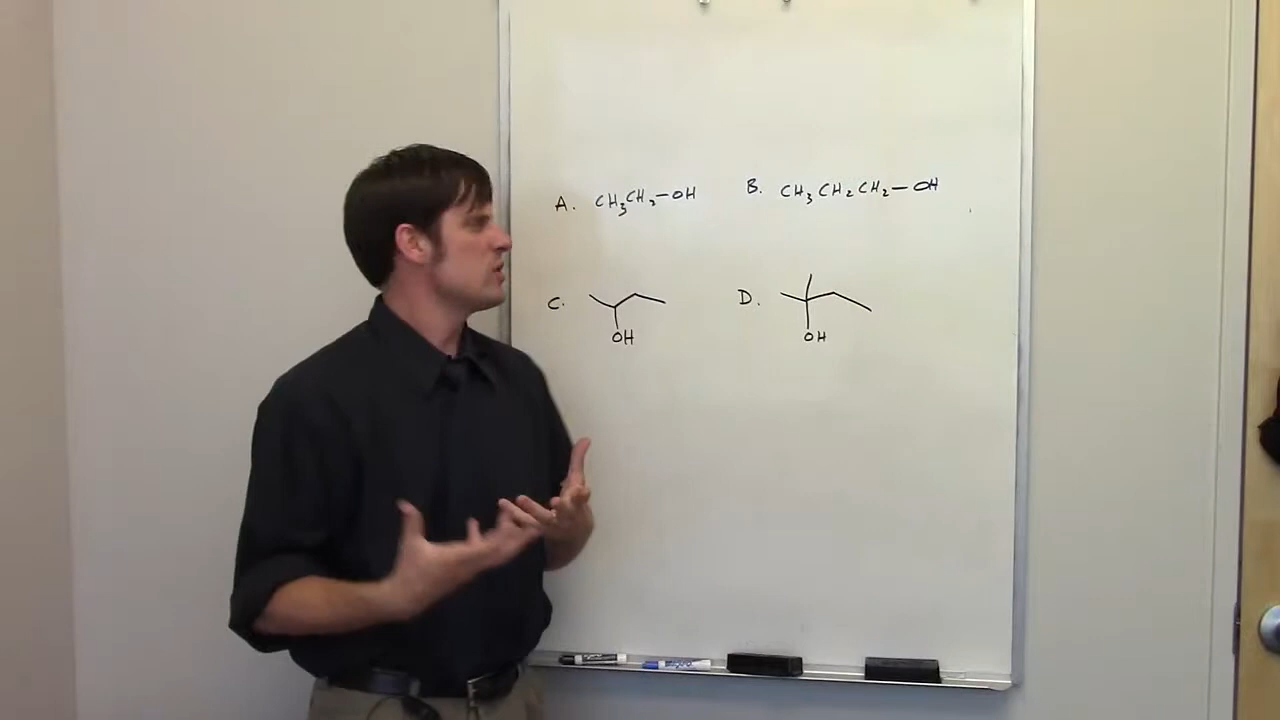 A. CH₃CH₂—OH
B. CH₃CH₂CH₂—OH
C.
OH
D.
OH